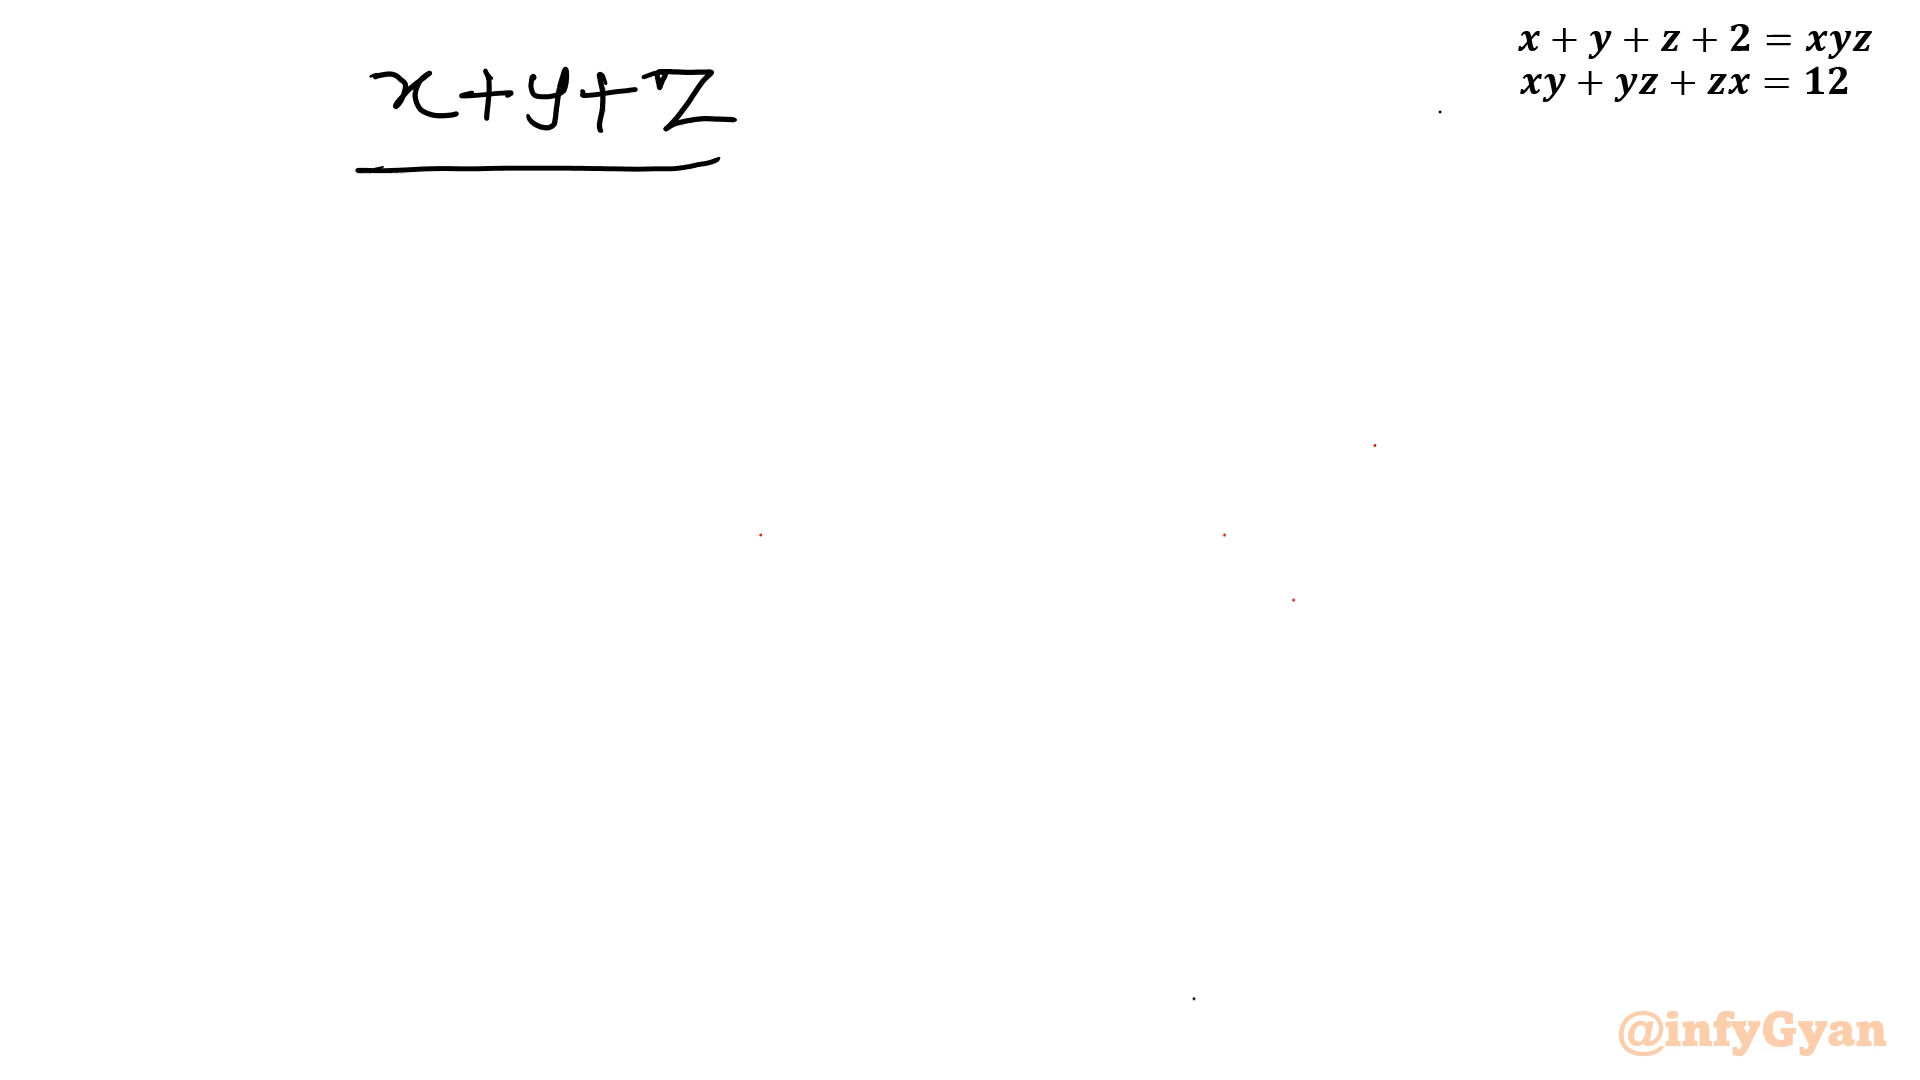 x+y+z
x + y + z + 2 = xyz
xy + yz + zx = 12
@infyGyan